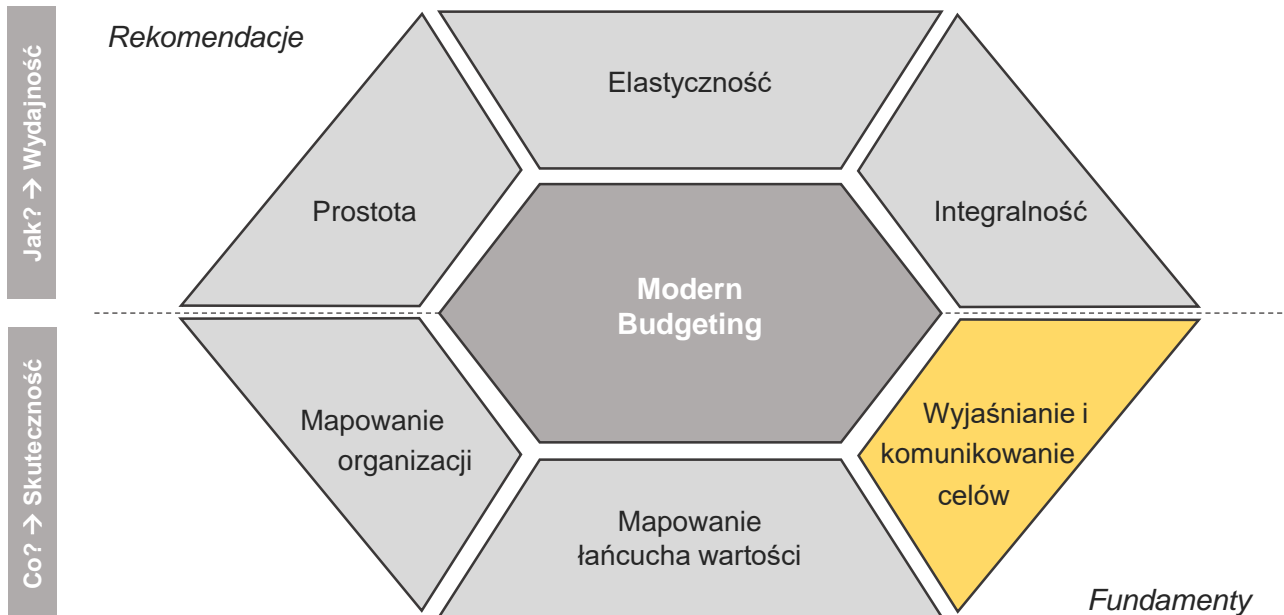 Rekomendacje
Jak? → Wydajność
Elastyczność
Prostota
Integralność
Modern
Budgeting
Co? → Skuteczność
Mapowanie
organizacji
Wyjaśnianie i
komunikowanie
celów
Mapowanie
łańcucha wartości
Fundamenty